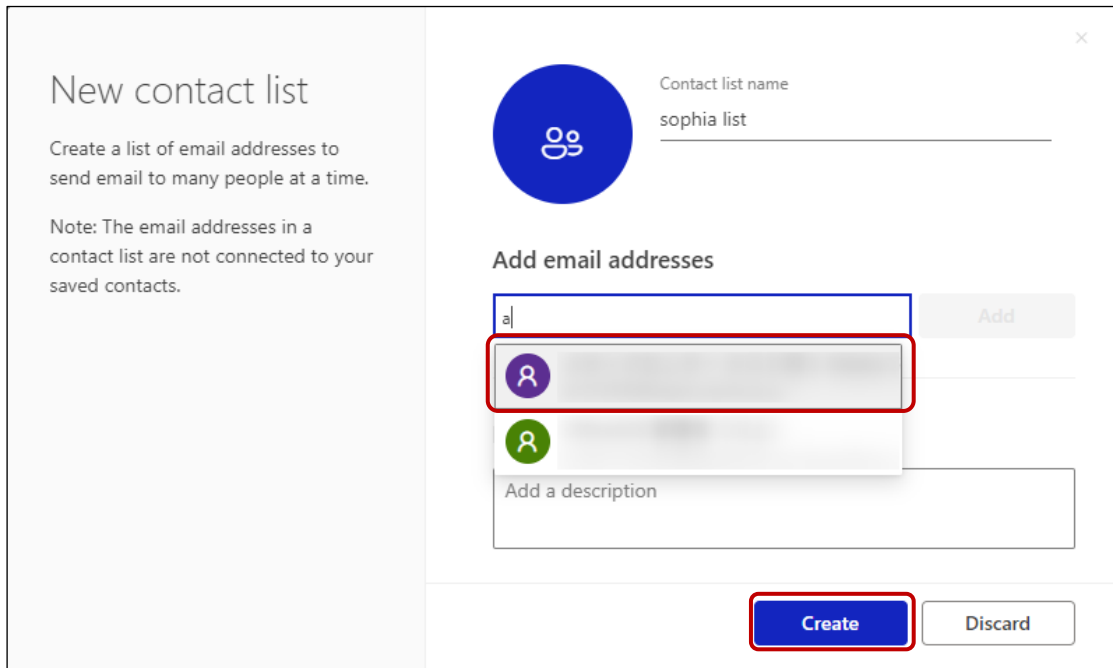 New contact list
Create a list of email addresses to
send email to many people at a time.
Note: The email addresses in a
contact list are not connected to your
saved contacts.
Contact list name
sophia list
Add email addresses
a
Add
Add a description
Create
Discard